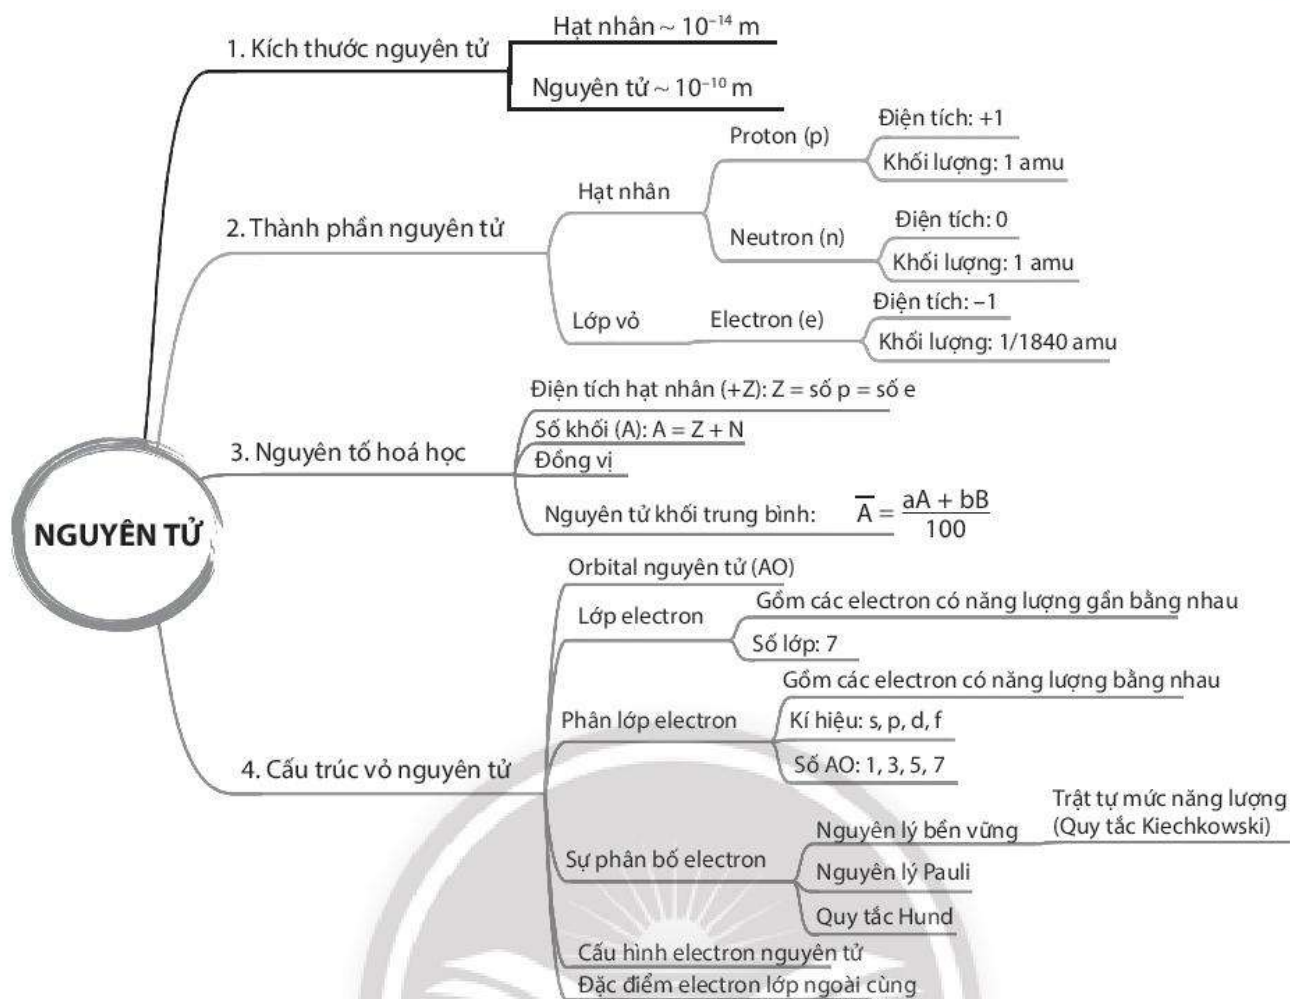 Hạt nhân ~ 10⁻¹⁴ m
1. Kích thước nguyên tử
Nguyên tử ~ 10⁻¹⁰ m
Điện tích: +1
Proton (p)
Khối lượng: 1 amu
Hạt nhân
2. Thành phần nguyên tử
Điện tích: 0
Neutron (n)
Khối lượng: 1 amu
Điện tích: –1
Lớp vỏ
Electron (e)
Khối lượng: 1/1840 amu
Điện tích hạt nhân (+Z): Z = số p = số e
Số khối (A): A = Z + N
3. Nguyên tố hoá học
Đồng vị
Nguyên tử khối trung bình: A̅ = (aA + bB)/100
NGUYÊN TỬ
Orbital nguyên tử (AO)
Gồm các electron có năng lượng gần bằng nhau
Lớp electron
Số lớp: 7
Gồm các electron có năng lượng bằng nhau
Phân lớp electron
Kí hiệu: s, p, d, f
Số AO: 1, 3, 5, 7
4. Cấu trúc vỏ nguyên tử
Trật tự mức năng lượng
(Quy tắc Kiechkowski)
Nguyên lý bền vững
Sự phân bố electron
Nguyên lý Pauli
Quy tắc Hund
Cấu hình electron nguyên tử
Đặc điểm electron lớp ngoài cùng